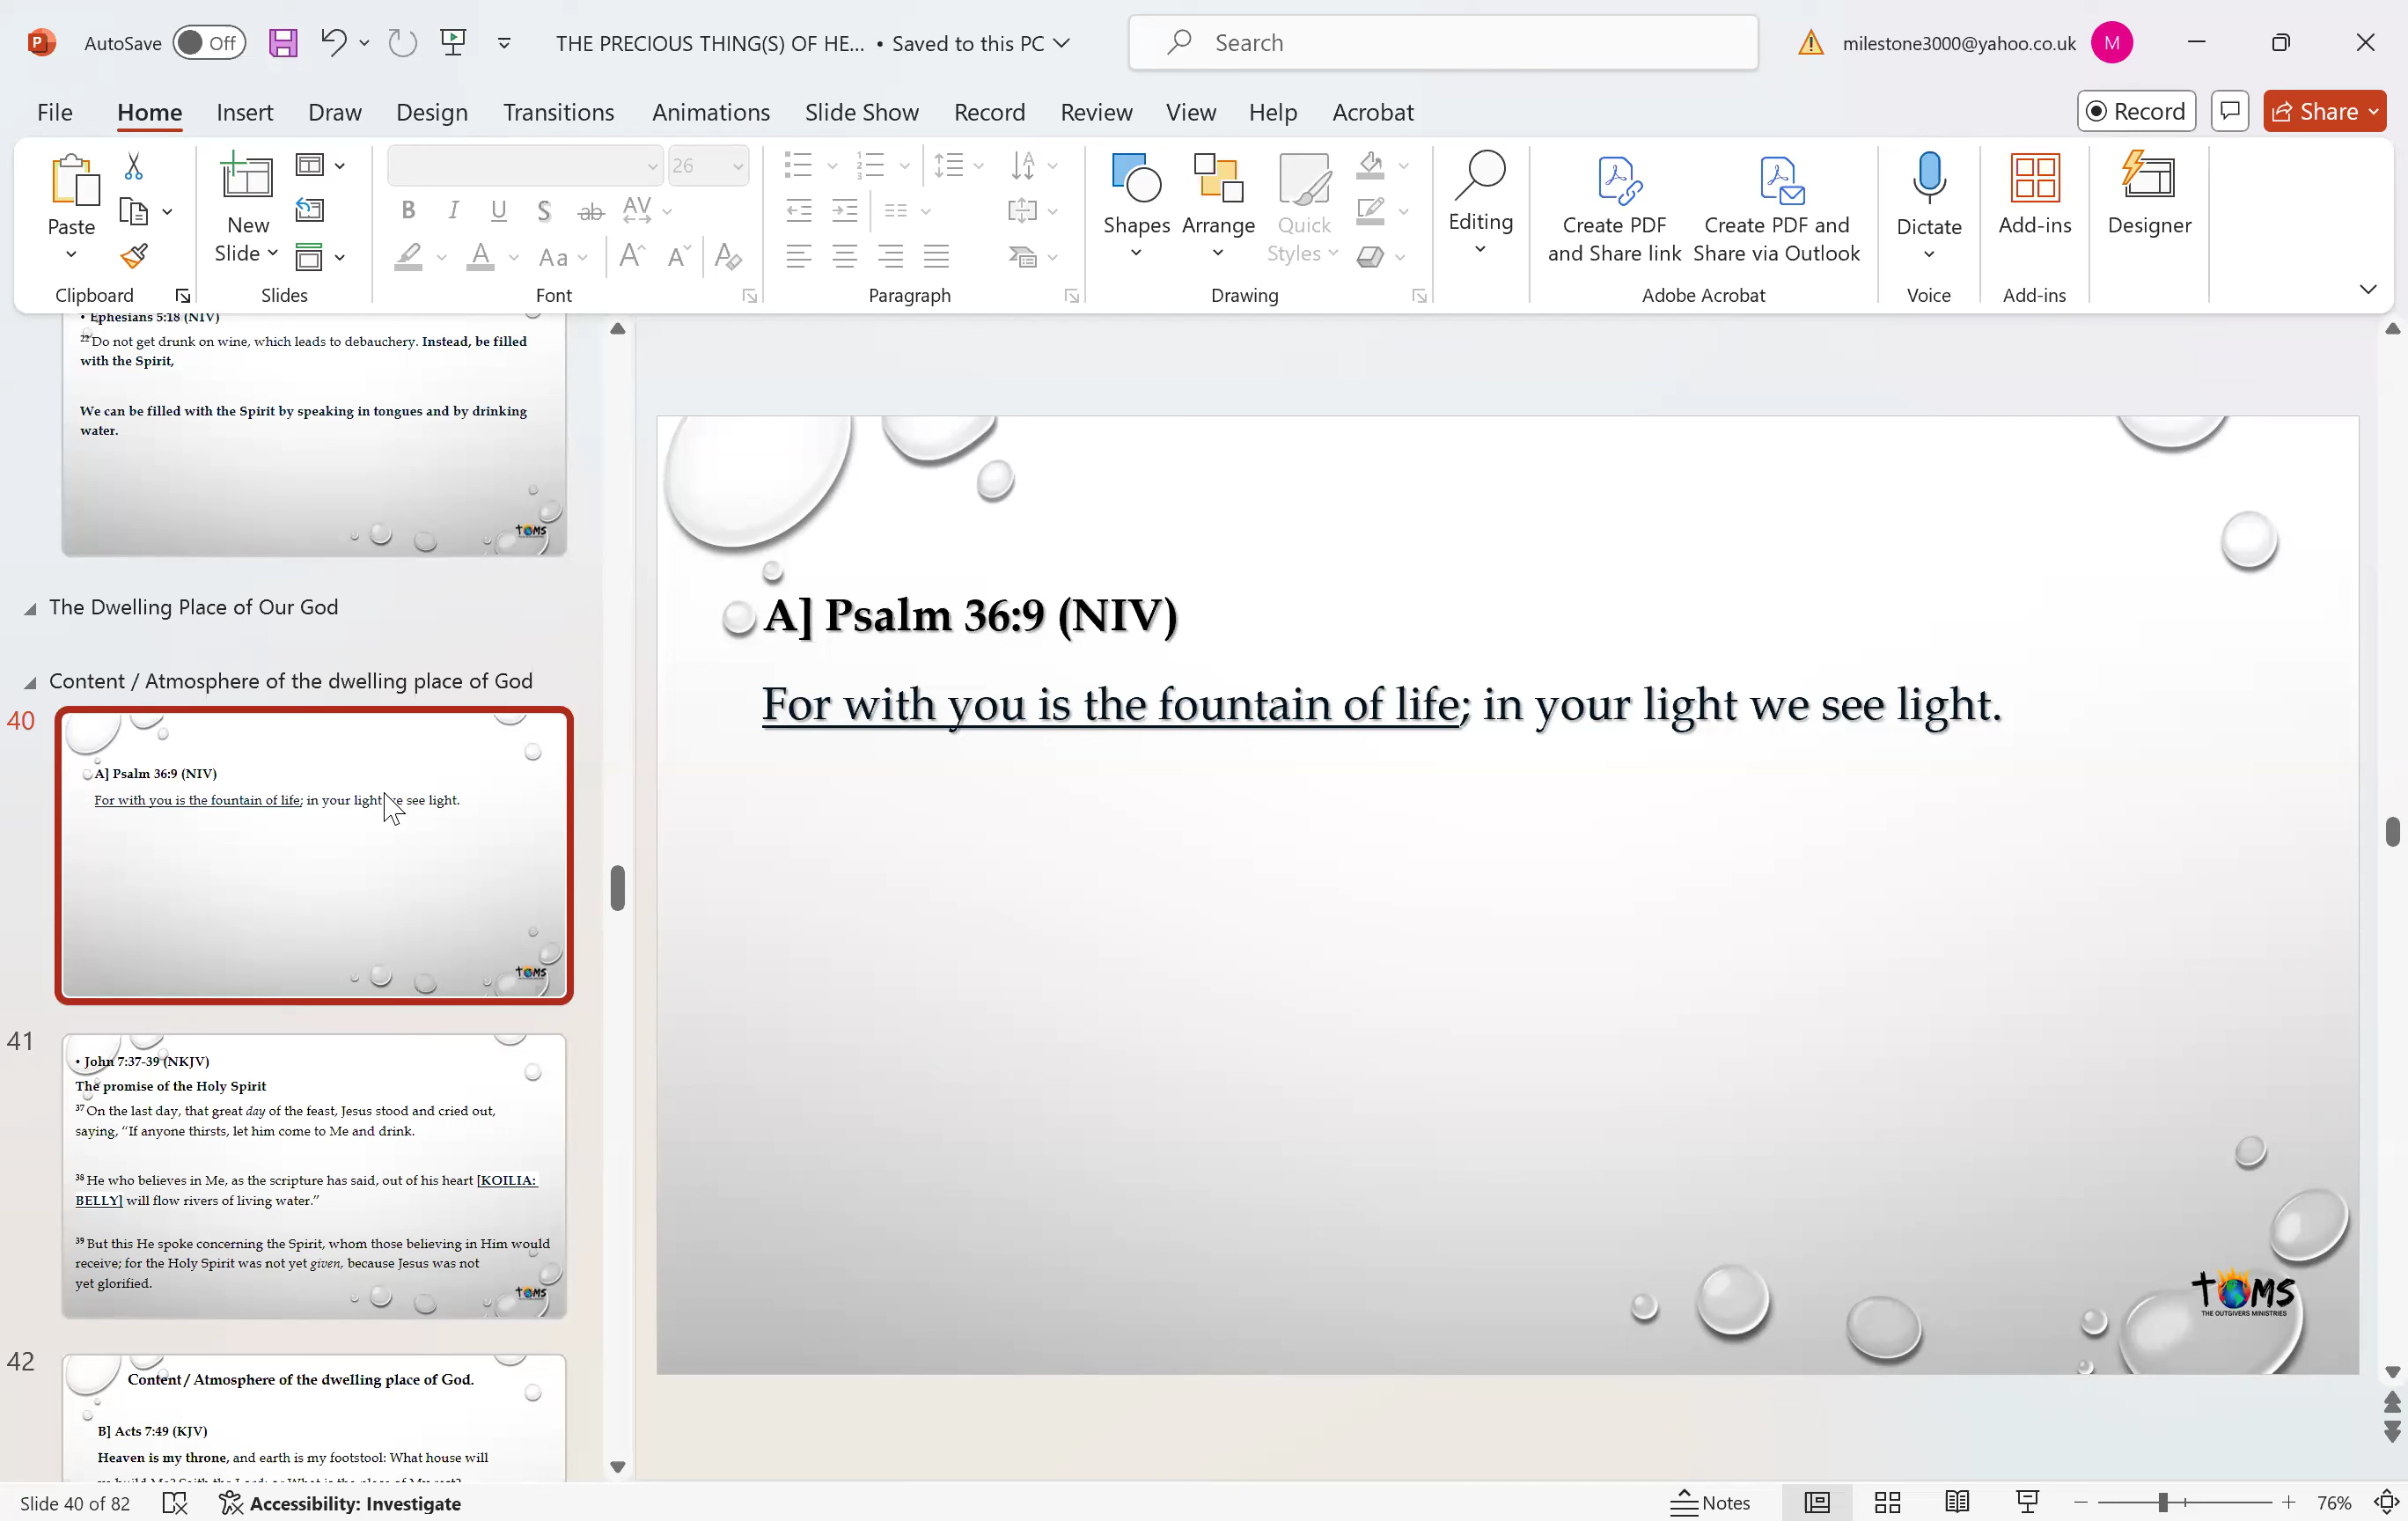 AutoSave Off
THE PRECIOUS THING(S) OF HE... • Saved to this PC
Search
milestone3000@yahoo.co.uk M
File Home Insert Draw Design Transitions Animations Slide Show Record Review View Help Acrobat
Record Share
Paste
New Slide
26
B I U S ab AV
A Aa A A
Shapes Arrange Quick Styles
Editing
Create PDF and Share link
Create PDF and Share via Outlook
Dictate
Add-ins
Designer
Clipboard Slides Font Paragraph Drawing Adobe Acrobat Voice Add-ins
• Ephesians 5:18 (NIV)
22 Do not get drunk on wine, which leads to debauchery. Instead, be filled
with the Spirit,
We can be filled with the Spirit by speaking in tongues and by drinking
water.
TOMS
The Dwelling Place of Our God
Content / Atmosphere of the dwelling place of God
40
A] Psalm 36:9 (NIV)
For with you is the fountain of life; in your light we see light.
TOMS
41
• John 7:37-39 (NKJV)
The promise of the Holy Spirit
37 On the last day, that great day of the feast, Jesus stood and cried out,
saying, “If anyone thirsts, let him come to Me and drink.
38 He who believes in Me, as the scripture has said, out of his heart [KOILIA:
BELLY] will flow rivers of living water.”
39 But this He spoke concerning the Spirit, whom those believing in Him would
receive; for the Holy Spirit was not yet given, because Jesus was not
yet glorified.
TOMS
42
Content / Atmosphere of the dwelling place of God.
B] Acts 7:49 (KJV)
Heaven is my throne, and earth is my footstool: What house will
A] Psalm 36:9 (NIV)
For with you is the fountain of life; in your light we see light.
TOMS
THE OUTGIVERS MINISTRIES
Slide 40 of 82
Accessibility: Investigate
Notes
76%